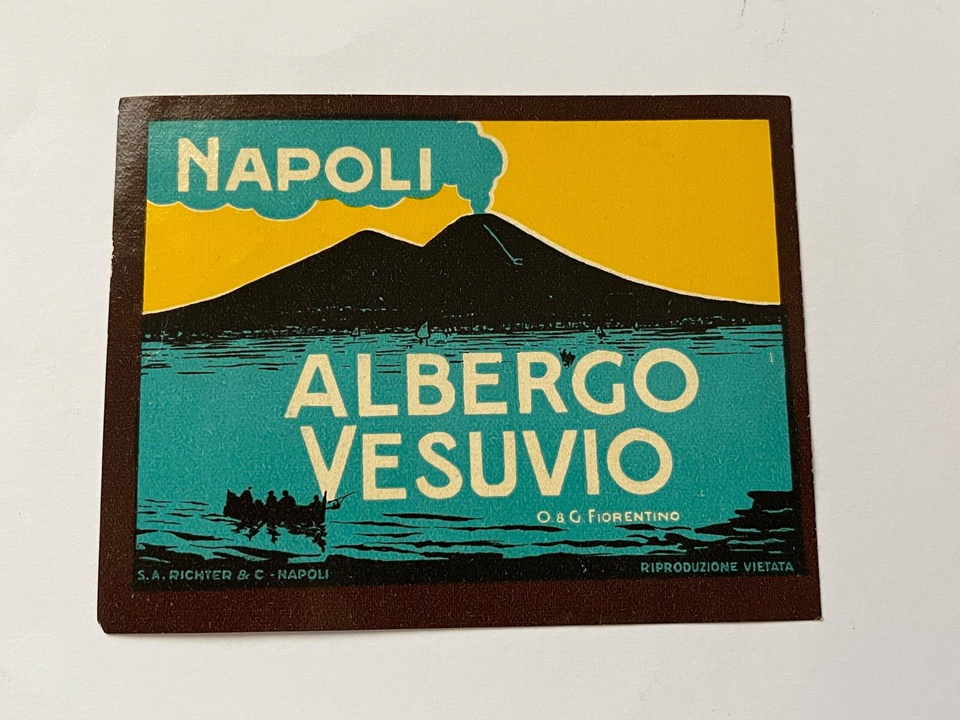 NAPOLI
ALBERGO
VESUVIO
O. & G. FIORENTINO
S.A. RICHTER & C - NAPOLI
RIPRODUZIONE VIETATA